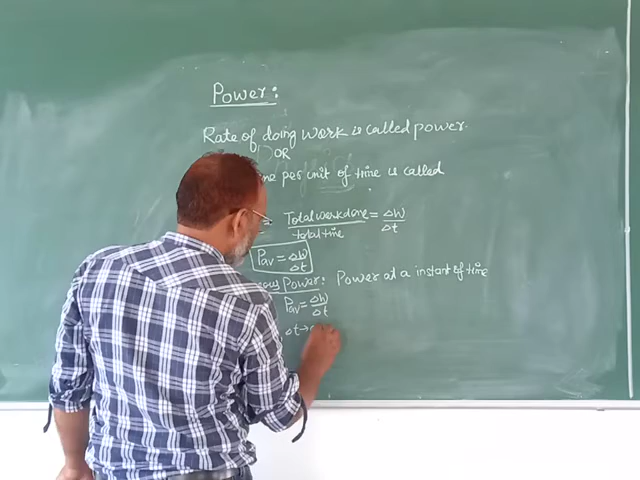 Power:
Rate of doing work is called power.
OR
per unit of time is called
= Total work done / total time = ΔW / Δt
Pav = ΔW / Δt
Power: Power at a instant of time
Pav = ΔW / Δt
Δt→